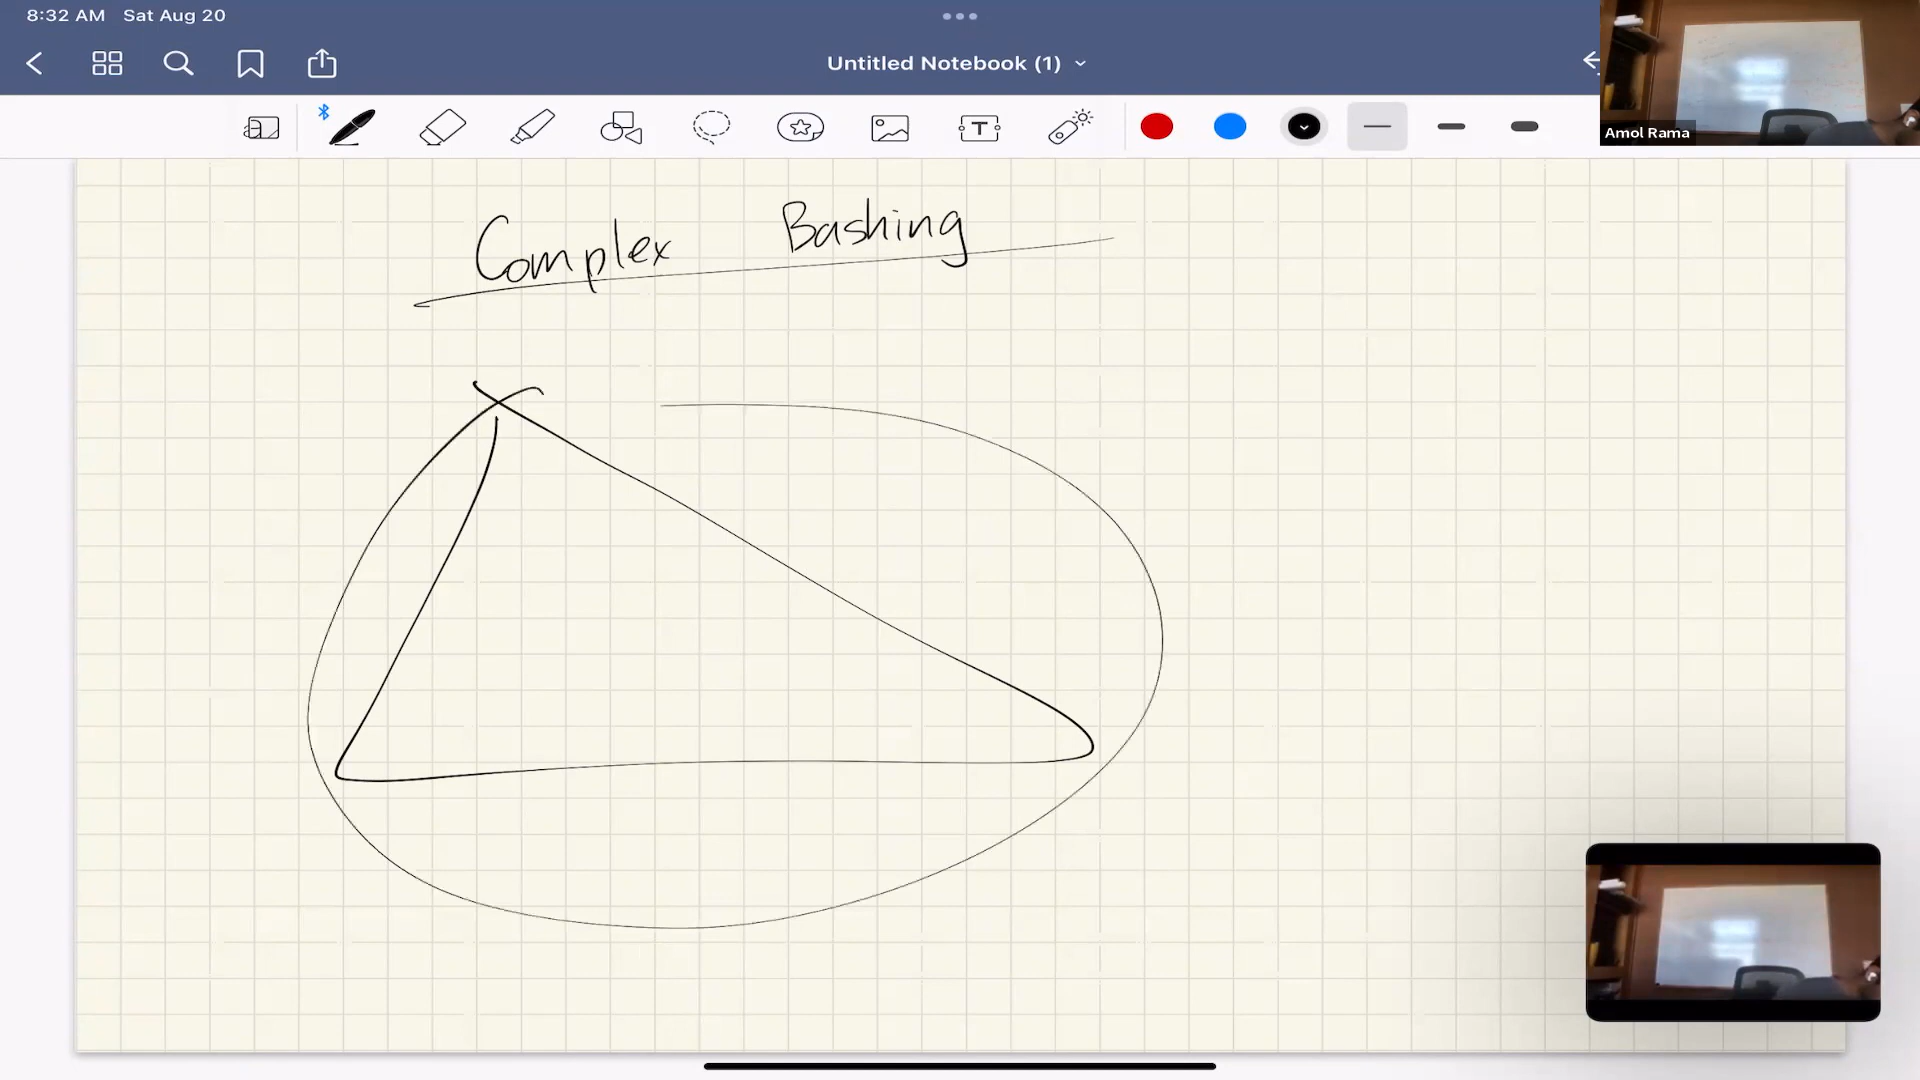 8:32 AM Sat Aug 20
Untitled Notebook (1)
Amol Rama
Complex Bashing